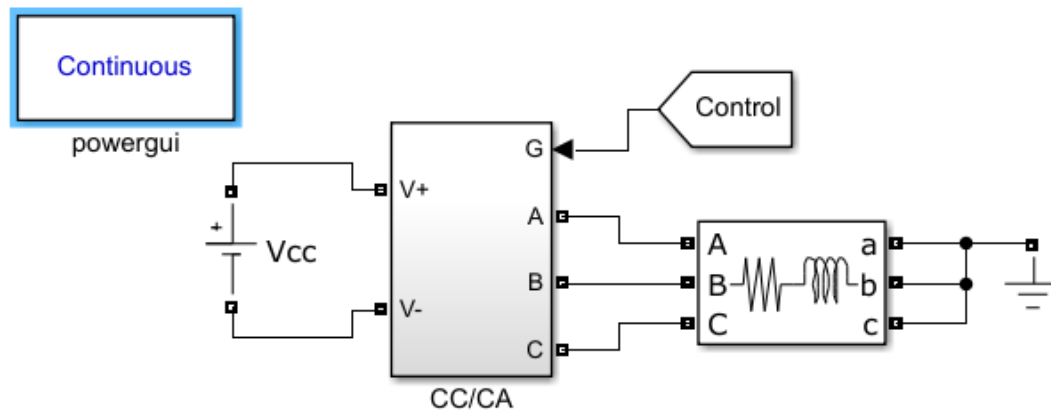 Continuous
powergui
Control
G
V+
A
A a
+
Vcc
B
B b
V-
C
C c
CC/CA